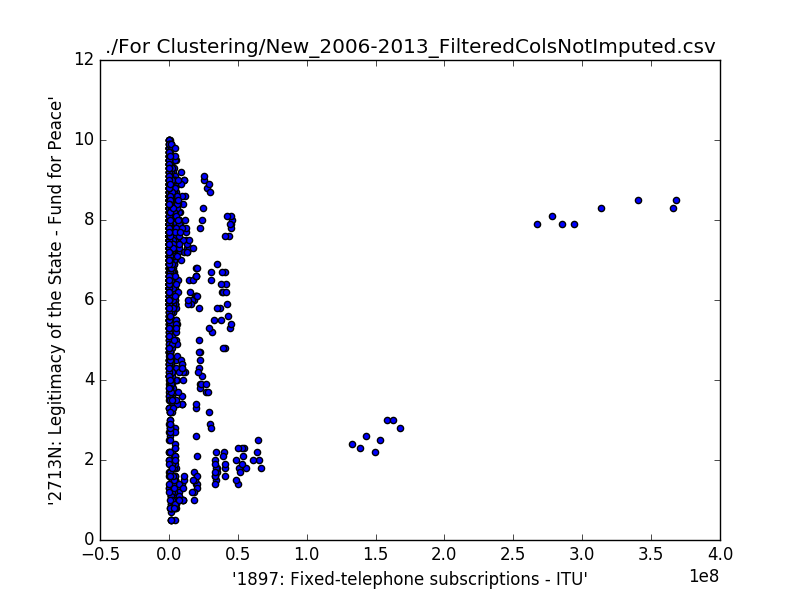 ./For Clustering/New_2006-2013_FilteredColsNotImputed.csv
12
10
8
6
4
2
0
'2713N: Legitimacy of the State - Fund for Peace'
−0.5 0.0 0.5 1.0 1.5 2.0 2.5 3.0 3.5 4.0
1e8
'1897: Fixed-telephone subscriptions - ITU'